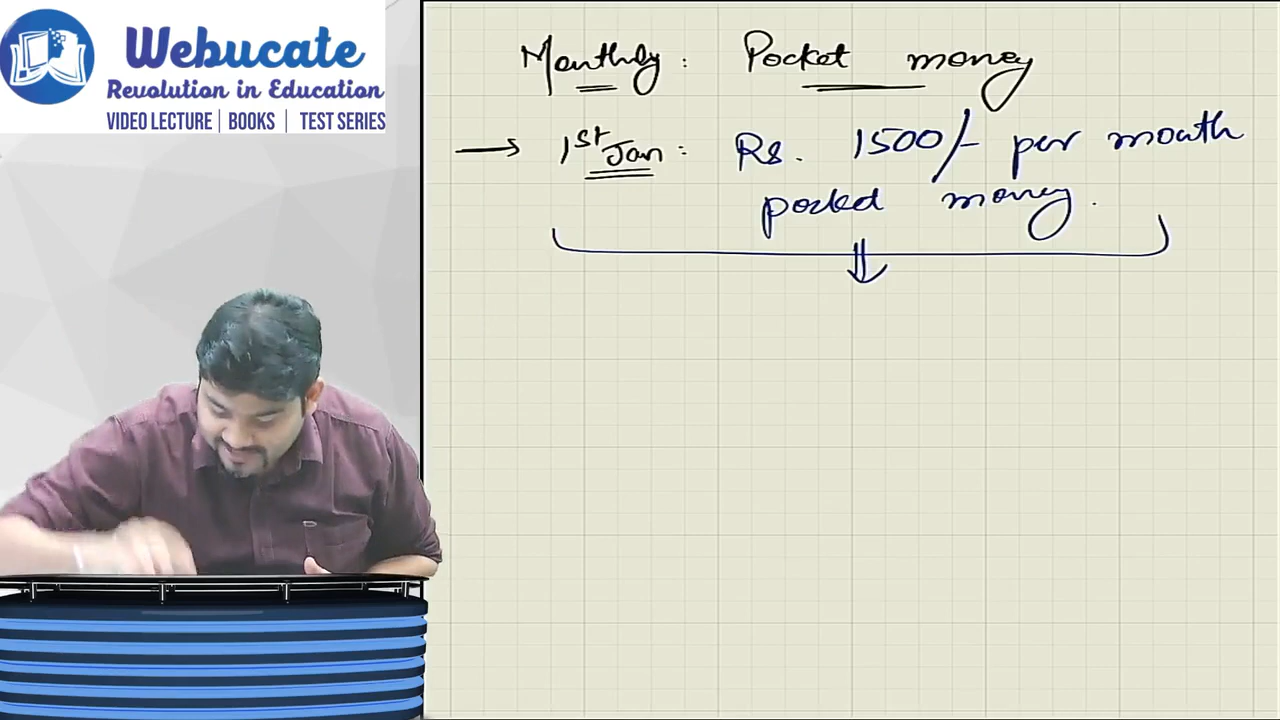 Webucate
Revolution in Education
VIDEO LECTURE | BOOKS | TEST SERIES
Monthly : Pocket money
→ 1st Jan : Rs. 1500/- per month
pocked money.